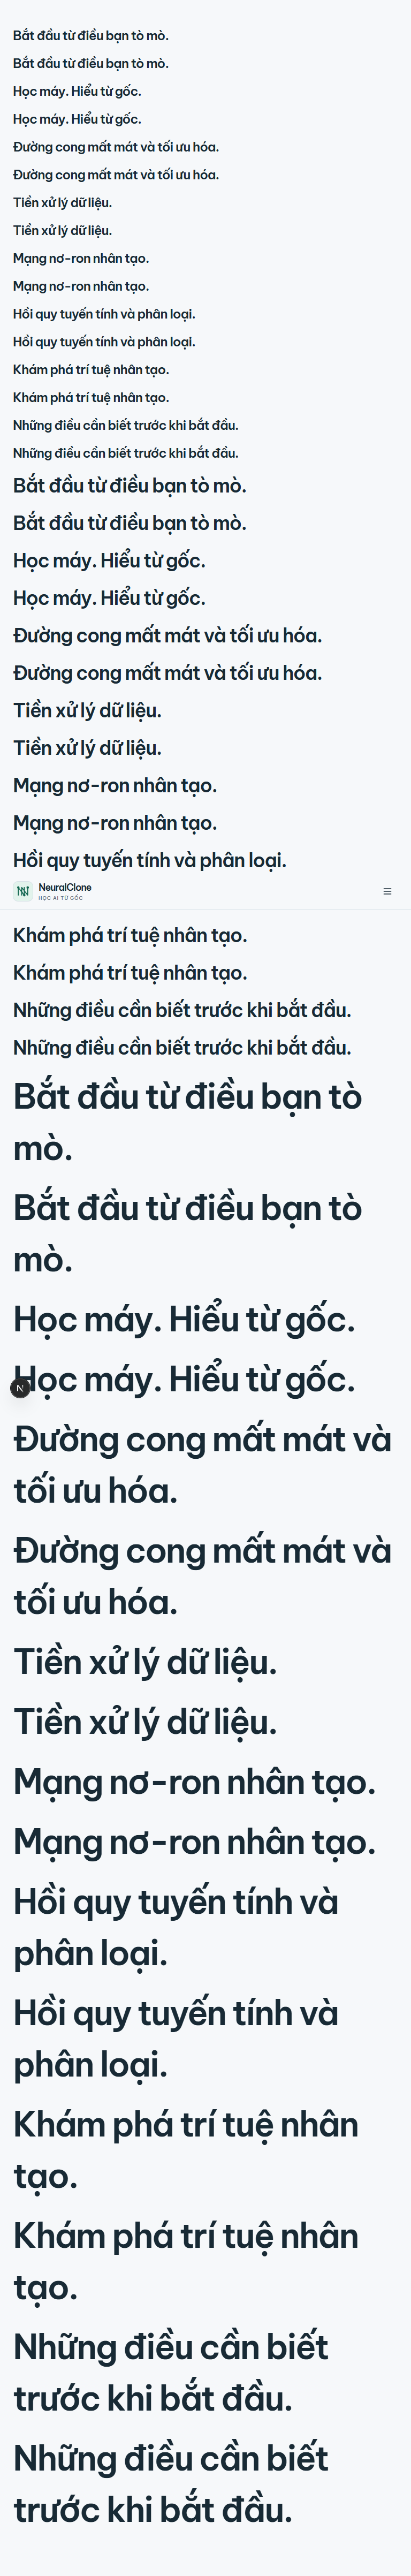 Bắt đầu từ điều bạn tò mò.
Bắt đầu từ điều bạn tò mò.
Học máy. Hiểu từ gốc.
Học máy. Hiểu từ gốc.
Đường cong mất mát và tối ưu hóa.
Đường cong mất mát và tối ưu hóa.
Tiền xử lý dữ liệu.
Tiền xử lý dữ liệu.
Mạng nơ-ron nhân tạo.
Mạng nơ-ron nhân tạo.
Hồi quy tuyến tính và phân loại.
Hồi quy tuyến tính và phân loại.
Khám phá trí tuệ nhân tạo.
Khám phá trí tuệ nhân tạo.
Những điều cần biết trước khi bắt đầu.
Những điều cần biết trước khi bắt đầu.
Bắt đầu từ điều bạn tò mò.
Bắt đầu từ điều bạn tò mò.
Học máy. Hiểu từ gốc.
Học máy. Hiểu từ gốc.
Đường cong mất mát và tối ưu hóa.
Đường cong mất mát và tối ưu hóa.
Tiền xử lý dữ liệu.
Tiền xử lý dữ liệu.
Mạng nơ-ron nhân tạo.
Mạng nơ-ron nhân tạo.
Hồi quy tuyến tính và phân loại.
NeuralClone
HỌC AI TỪ GỐC
Khám phá trí tuệ nhân tạo.
Khám phá trí tuệ nhân tạo.
Những điều cần biết trước khi bắt đầu.
Những điều cần biết trước khi bắt đầu.
Bắt đầu từ điều bạn tò
mò.
Bắt đầu từ điều bạn tò
mò.
Học máy. Hiểu từ gốc.
Học máy. Hiểu từ gốc.
Đường cong mất mát và
tối ưu hóa.
Đường cong mất mát và
tối ưu hóa.
Tiền xử lý dữ liệu.
Tiền xử lý dữ liệu.
Mạng nơ-ron nhân tạo.
Mạng nơ-ron nhân tạo.
Hồi quy tuyến tính và
phân loại.
Hồi quy tuyến tính và
phân loại.
Khám phá trí tuệ nhân
tạo.
Khám phá trí tuệ nhân
tạo.
Những điều cần biết
trước khi bắt đầu.
Những điều cần biết
trước khi bắt đầu.